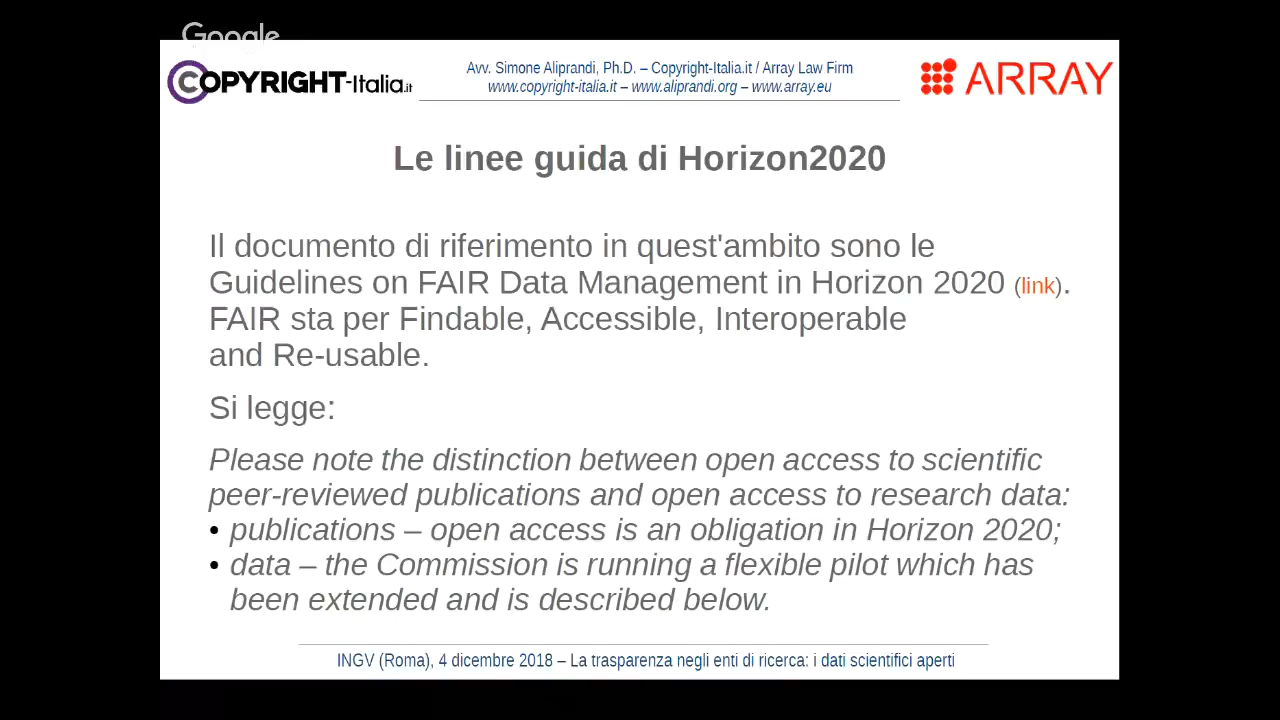 Google
COPYRIGHT-Italia.it
Avv. Simone Aliprandi, Ph.D. – Copyright-Italia.it / Array Law Firm
www.copyright-italia.it – www.aliprandi.org – www.array.eu
ARRAY
Le linee guida di Horizon2020
Il documento di riferimento in quest'ambito sono le
Guidelines on FAIR Data Management in Horizon 2020 (link).
FAIR sta per Findable, Accessible, Interoperable
and Re-usable.
Si legge:
Please note the distinction between open access to scientific
peer-reviewed publications and open access to research data:
• publications – open access is an obligation in Horizon 2020;
• data – the Commission is running a flexible pilot which has
been extended and is described below.
INGV (Roma), 4 dicembre 2018 – La trasparenza negli enti di ricerca: i dati scientifici aperti